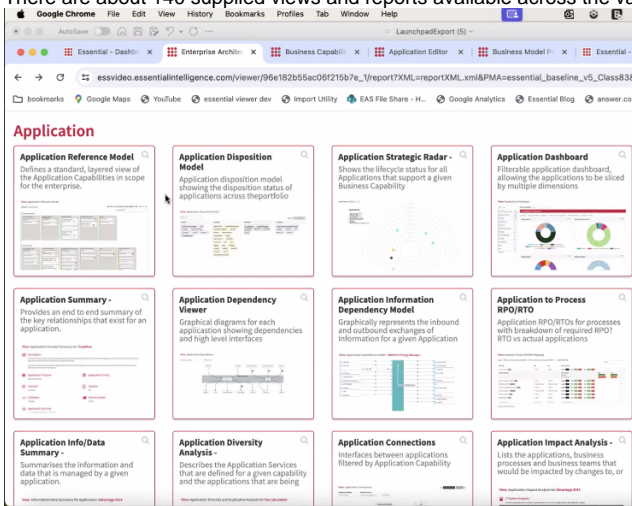 There are about 140 supplied views and reports available across the va
Google Chrome File Edit View History Bookmarks Profiles Tab Window Help
AutoSave LaunchpadExport (5)
Essential - Dashb Enterprise Archite Business Capabi Application Editor Business Model Essential -
essvideo.essentialintelligence.com/viewer/96e182b55ac06f215b7e_1/report?XML=reportXML.xml&PMA=essential_baseline_v5_Class83
bookmarks Google Maps YouTube essential viewer dev Import Utility EAS File Share - H... Google Analytics Essential Blog answer.co
Application
Application Reference Model
Defines a standard, layered view of
the Application Capabilities in scope
for the enterprise.
Application Disposition
Model
Application disposition model
showing the disposition status of
applications across theportfolio
Application Strategic Radar -
Shows the lifecycle status for all
Applications that support a given
Business Capability
Application Dashboard
Filterable application dashboard,
allowing the applications to be sliced
by multiple dimensions
Application Summary -
Provides an end to end summary of
the key relationships that exist for an
application.
Application Dependency
Viewer
Graphical diagrams for each
application showing dependencies
and high level interfaces
Application Information
Dependency Model
Graphically represents the inbound
and outbound exchanges of
Information for a given Application
Application to Process
RPO/RTO
Application RPO/RTOs for processes
with breakdown of required RPO?
RTO vs actual applications
Application Info/Data
Summary -
Summarises the information and
data that is managed by a given
application.
Application Diversity
Analysis -
Describes the Application Services
that are defined for a given capability
and the applications that are being
Application Connections
Interfaces between applications
filtered by Application Capability
Application Impact Analysis -
Lists the applications, business
processes and business teams that
would be impacted by changes to, or